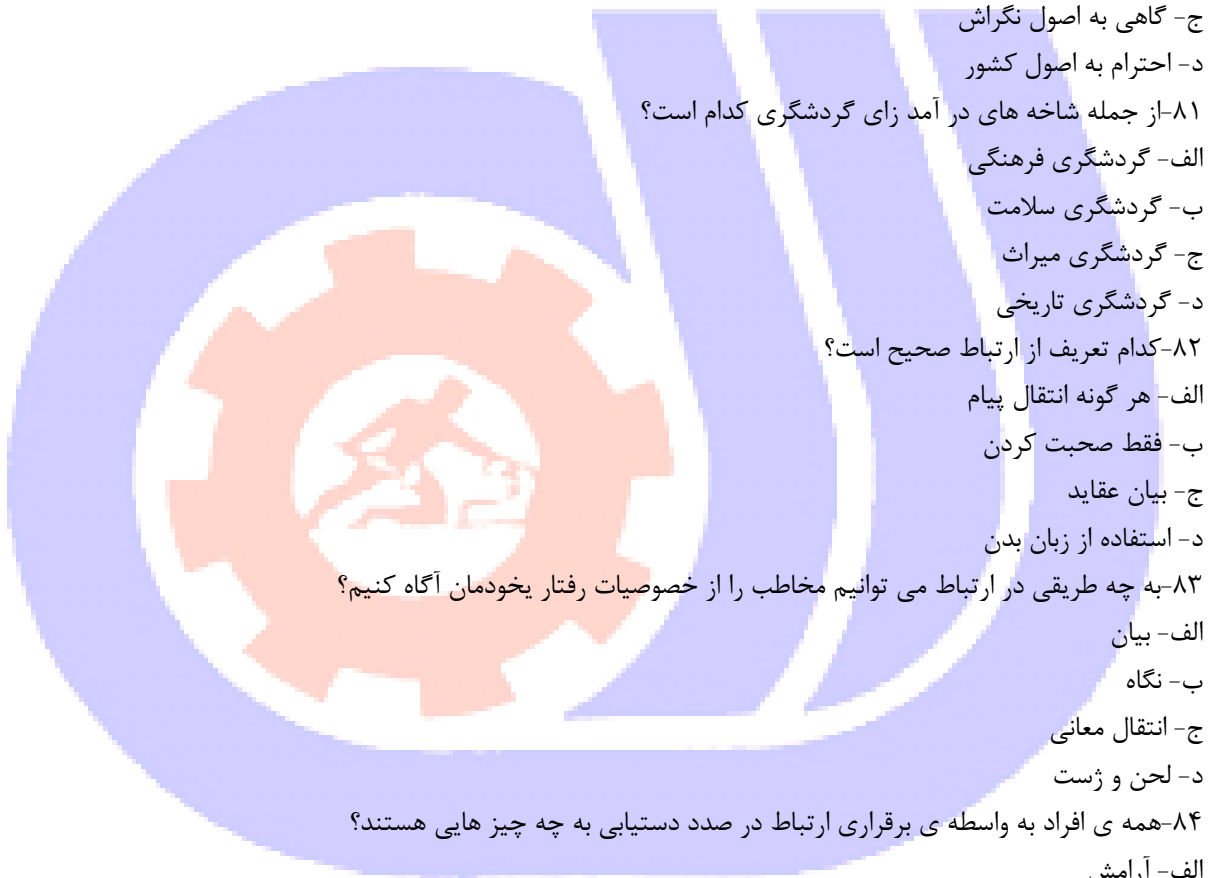 ج- گاهی به اصول نگراش
د- احترام به اصول کشور
۸۱-از جمله شاخه های در آمد زای گردشگری کدام است؟
الف- گردشگری فرهنگی
ب- گردشگری سلامت
ج- گردشگری میراث
د- گردشگری تاریخی
۸۲-کدام تعریف از ارتباط صحیح است؟
الف- هر گونه انتقال پیام
ب- فقط صحبت کردن
ج- بیان عقاید
د- استفاده از زبان بدن
۸۳-به چه طریقی در ارتباط می توانیم مخاطب را از خصوصیات رفتار یخودمان آگاه کنیم؟
الف- بیان
ب- نگاه
ج- انتقال معانی
د- لحن و ژست
۸۴-همه ی افراد به واسطه ی برقراری ارتباط در صدد دستیابی به چه چیز هایی هستند؟
الف- آرامش